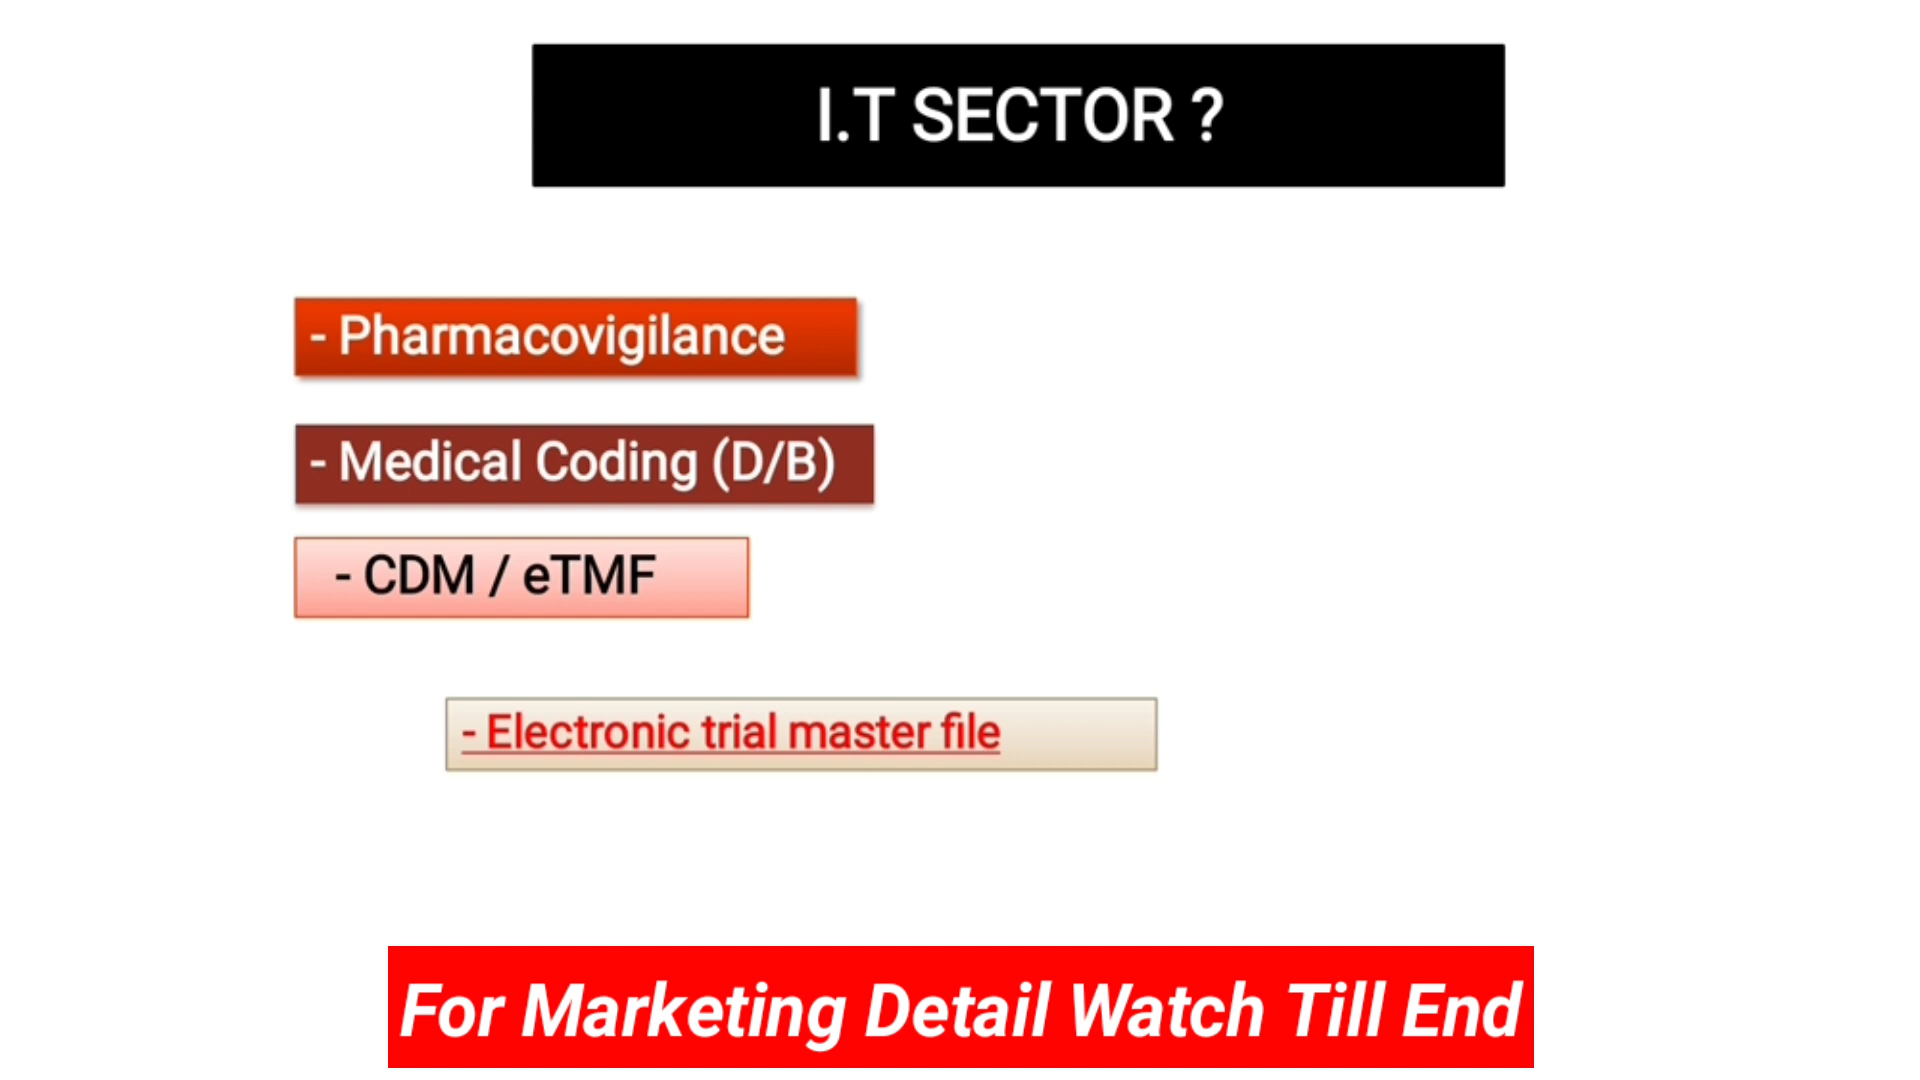 I.T SECTOR ?
- Pharmacovigilance
- Medical Coding (D/B)
- CDM / eTMF
- Electronic trial master file
For Marketing Detail Watch Till End